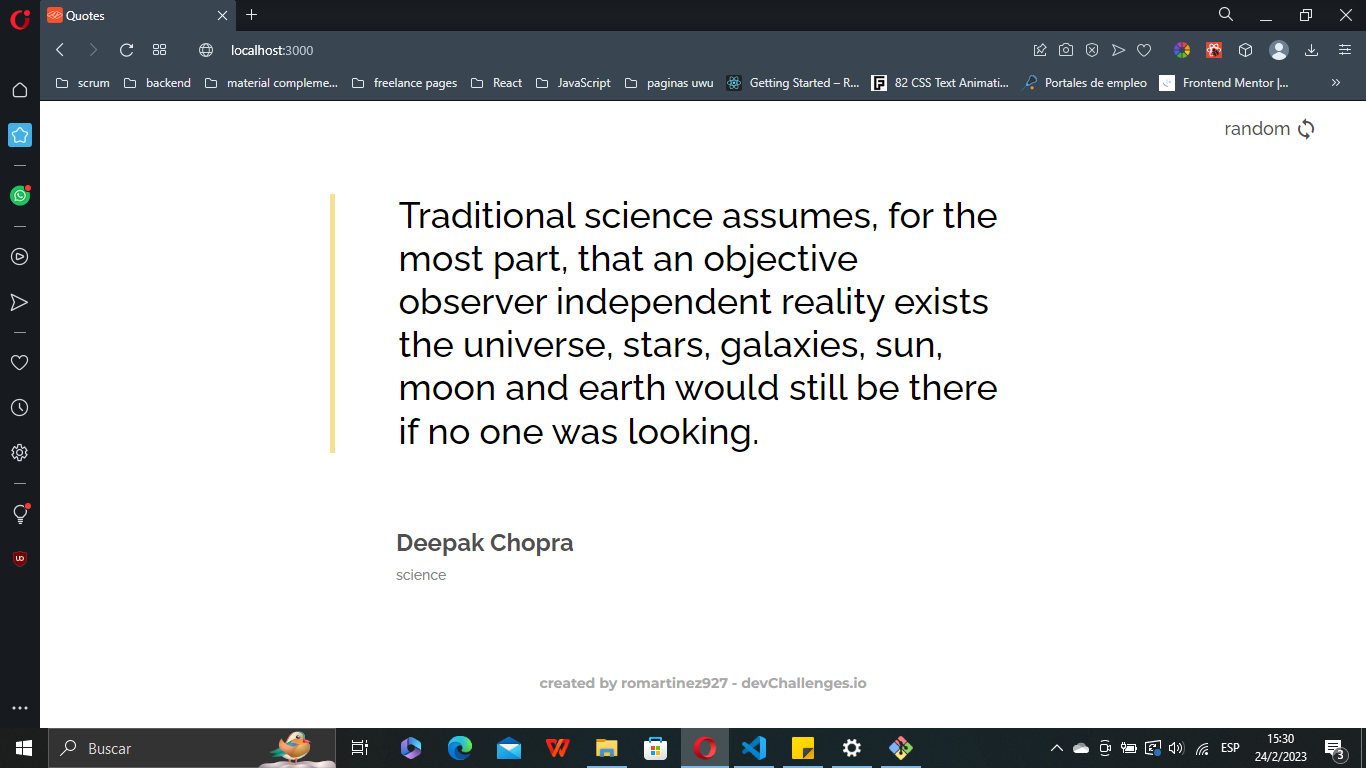 Quotes
localhost:3000
scrum backend material compleme... freelance pages React JavaScript paginas uwu Getting Started – R... 82 CSS Text Animati... Portales de empleo Frontend Mentor |... »
random
Traditional science assumes, for the
most part, that an objective
observer independent reality exists
the universe, stars, galaxies, sun,
moon and earth would still be there
if no one was looking.
Deepak Chopra
science
created by romartinez927 - devChallenges.io
Buscar
ESP
15:30
24/2/2023
3